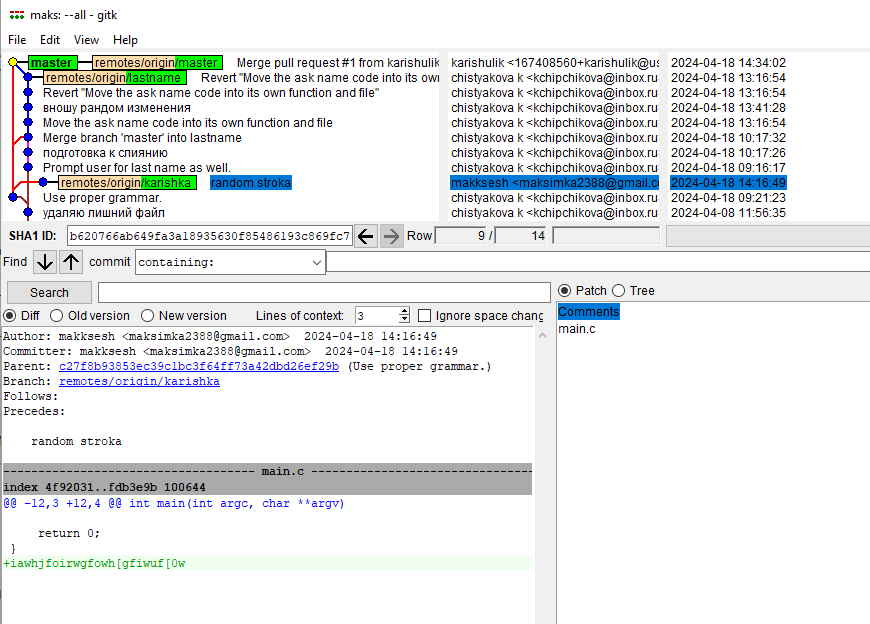 maks: --all - gitk
File Edit View Help
master remotes/origin/master Merge pull request #1 from karishulik karishulik <167408560+karishulik@us 2024-04-18 14:34:02
remotes/origin/lastname Revert "Move the ask name code into its own chistyakova k <kchipchikova@inbox.ru 2024-04-18 13:16:54
Revert "Move the ask name code into its own function and file" chistyakova k <kchipchikova@inbox.ru 2024-04-18 13:16:54
вношу рандом изменения chistyakova k <kchipchikova@inbox.ru 2024-04-18 13:41:28
Move the ask name code into its own function and file chistyakova k <kchipchikova@inbox.ru 2024-04-18 13:16:54
Merge branch 'master' into lastname chistyakova k <kchipchikova@inbox.ru 2024-04-18 10:17:32
подготовка к слиянию chistyakova k <kchipchikova@inbox.ru 2024-04-18 10:17:26
Prompt user for last name as well. chistyakova k <kchipchikova@inbox.ru 2024-04-18 09:16:17
remotes/origin/karishka random stroka makksesh <maksimka2388@gmail.co 2024-04-18 14:16:49
Use proper grammar. chistyakova k <kchipchikova@inbox.ru 2024-04-18 09:21:23
удаляю лишний файл chistyakova k <kchipchikova@inbox.ru 2024-04-08 11:56:35
SHA1 ID: b620766ab649fa3a18935630f85486193c869fc7 Row 9 / 14
Find commit containing:
Search
Patch Tree
Diff Old version New version Lines of context: 3 Ignore space chang
Comments
main.c
Author: makksesh <maksimka2388@gmail.com> 2024-04-18 14:16:49
Committer: makksesh <maksimka2388@gmail.com> 2024-04-18 14:16:49
Parent: c27f8b93853ec39c1bc3f64ff73a42dbd26ef29b (Use proper grammar.)
Branch: remotes/origin/karishka
Follows:
Precedes:
random stroka
------------------------------------ main.c ------------------------------------
index 4f92031..fdb3e9b 100644
@@ -12,3 +12,4 @@ int main(int argc, char **argv)
return 0;
}
+iawhjfoirwgfowh[gfiwuf[0w